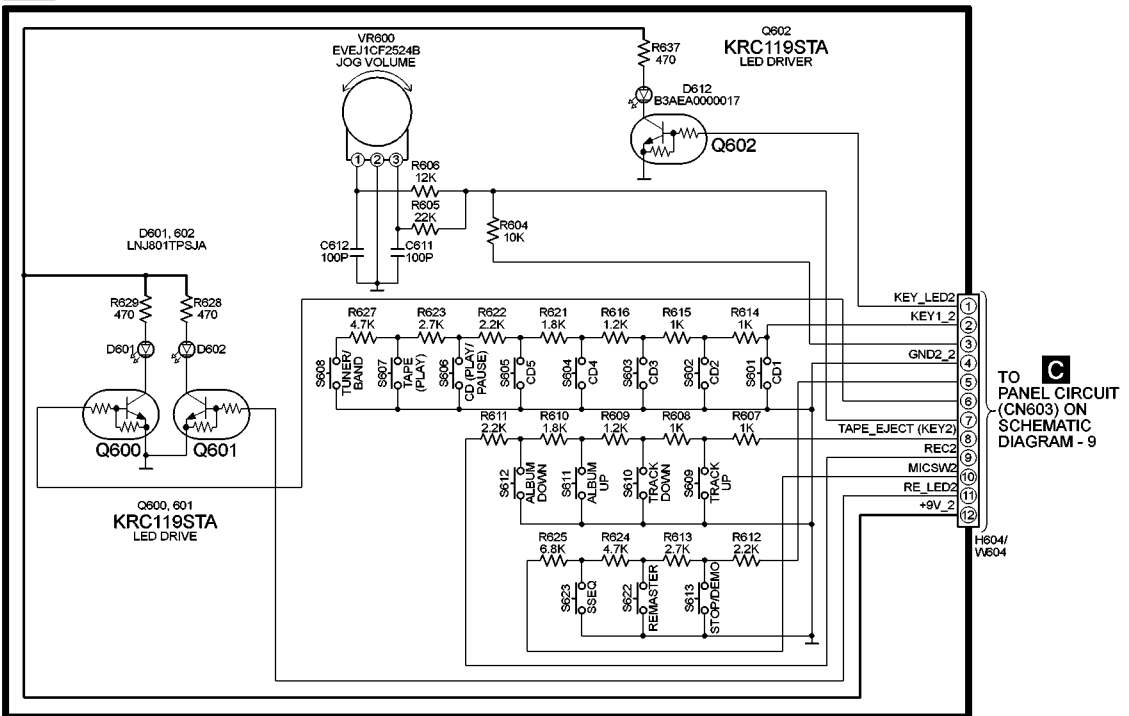 Q602
KRC119STA
LED DRIVER
VR600
EVEJ1CF2524B
JOG VOLUME
R637
470
D612
B3AEA0000017
Q602
1 2 3
R606
12K
R605
22K
R604
10K
C612
100P
C611
100P
D601, 602
LNJ801TPSJA
R629
470
R628
470
D601
D602
Q600
Q601
Q600, 601
KRC119STA
LED DRIVE
R627
4.7K
R623
2.7K
R622
2.2K
R621
1.8K
R616
1.2K
R615
1K
R614
1K
S608
TUNER/
BAND
S607
TAPE
(PLAY)
S606
CD (PLAY/
PAUSE)
S605
CD5
S604
CD4
S603
CD3
S602
CD2
S601
CD1
R611
2.2K
R610
1.8K
R609
1.2K
R608
1K
R607
1K
S612
ALBUM
DOWN
S611
ALBUM
UP
S610
TRACK
DOWN
S609
TRACK
UP
R625
6.8K
R624
4.7K
R613
2.7K
R612
2.2K
S623
SSEQ
S622
REMASTER
S613
STOP/DEMO
KEY_LED2 1
KEY1_2 2
3
GND2_2 4
5
6
7
TAPE_EJECT (KEY2) 8
REC2 9
MICSW2 10
RE_LED2 11
+9V_2 12
H604/
W604
TO C
PANEL CIRCUIT
(CN603) ON
SCHEMATIC
DIAGRAM - 9